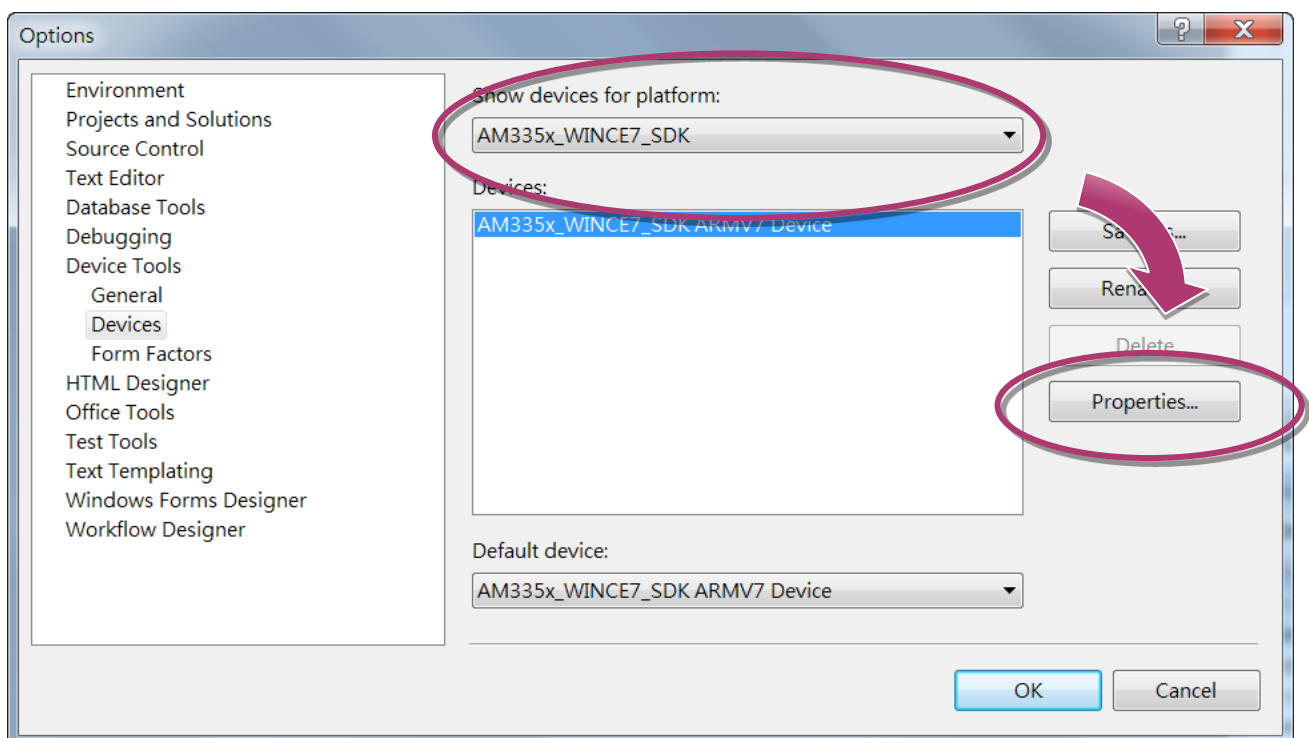 Options
Environment
Projects and Solutions
Source Control
Text Editor
Database Tools
Debugging
Device Tools
General
Devices
Form Factors
HTML Designer
Office Tools
Test Tools
Text Templating
Windows Forms Designer
Workflow Designer
Show devices for platform:
AM335x_WINCE7_SDK
Devices:
AM335x_WINCE7_SDK ARMV7 Device
Delete
Properties...
Default device:
AM335x_WINCE7_SDK ARMV7 Device
OK
Cancel